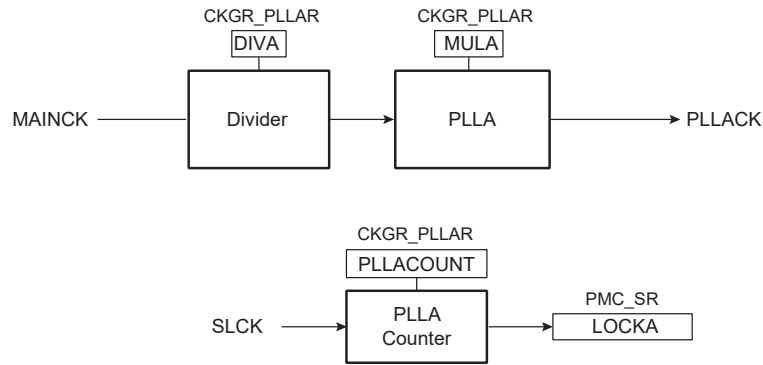 CKGR_PLLAR
CKGR_PLLAR
DIVA
MULA
MAINCK
Divider
PLLA
PLLACK
CKGR_PLLAR
PLLACOUNT
PMC_SR
SLCK
PLLA
Counter
LOCKA